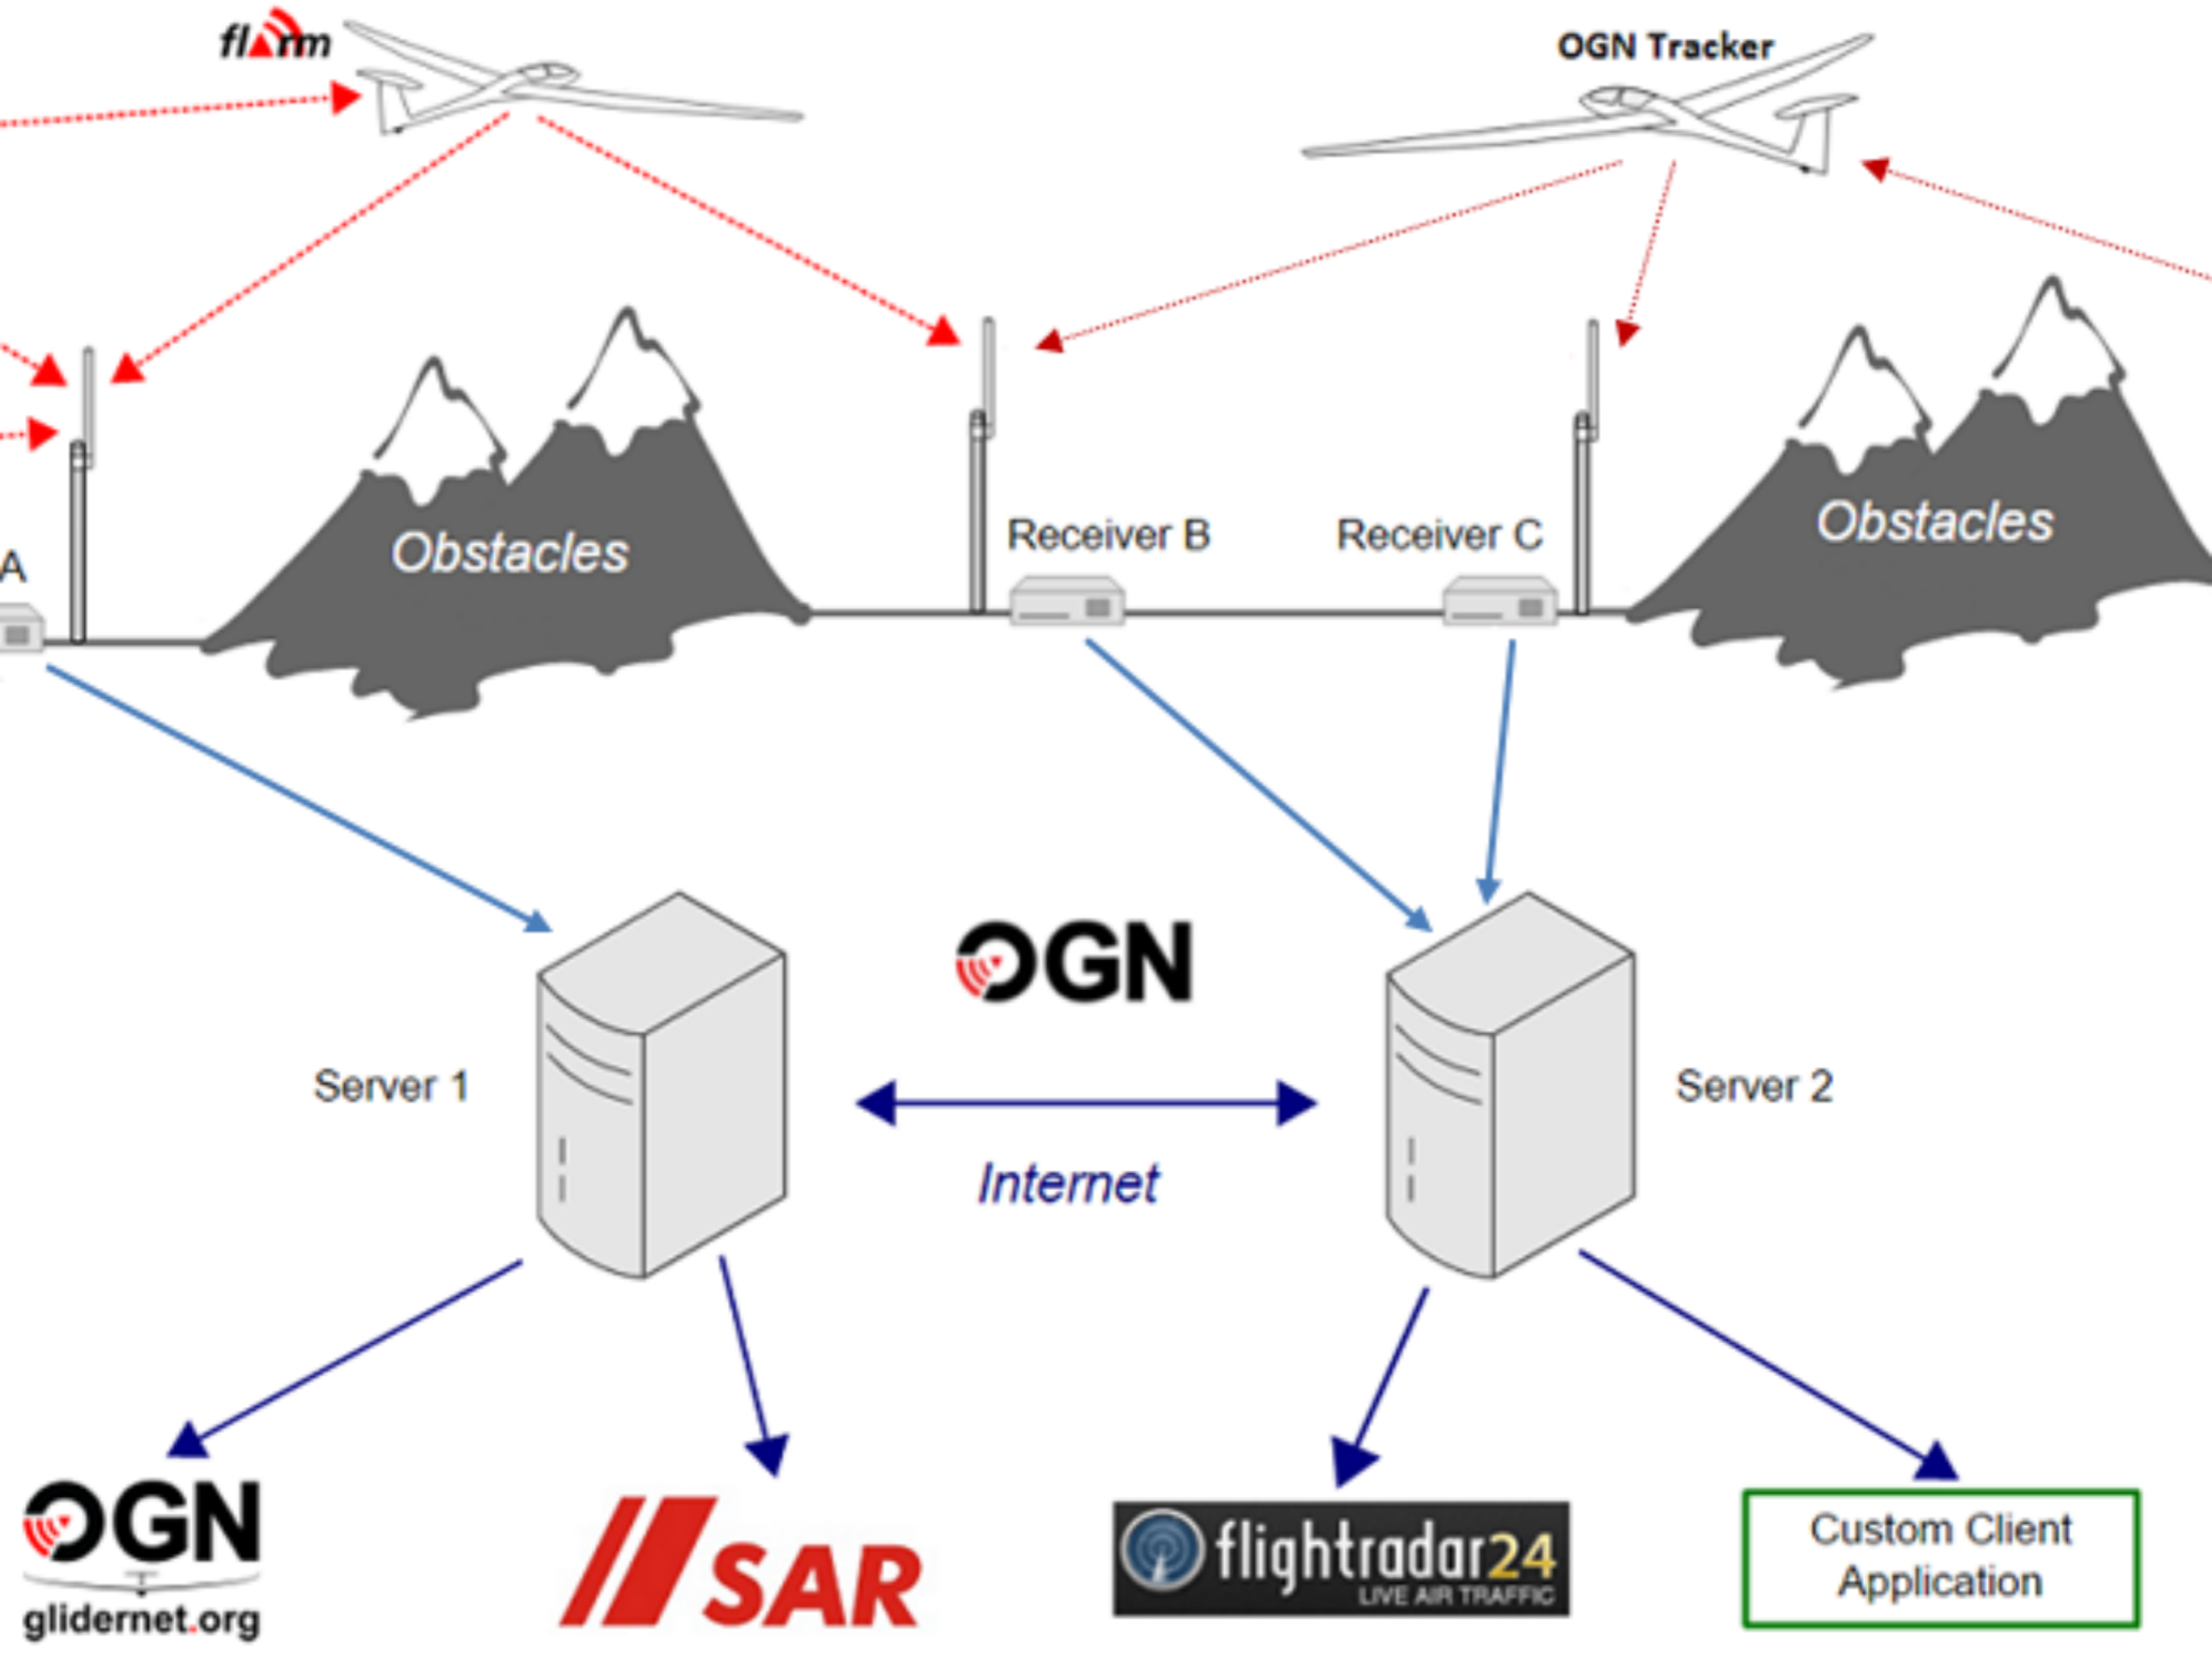 flarm
OGN Tracker
Obstacles
Receiver B
Receiver C
Obstacles
A
OGN
Server 1
Server 2
Internet
OGN
glidernet.org
SAR
flightradar24
LIVE AIR TRAFFIC
Custom Client
Application